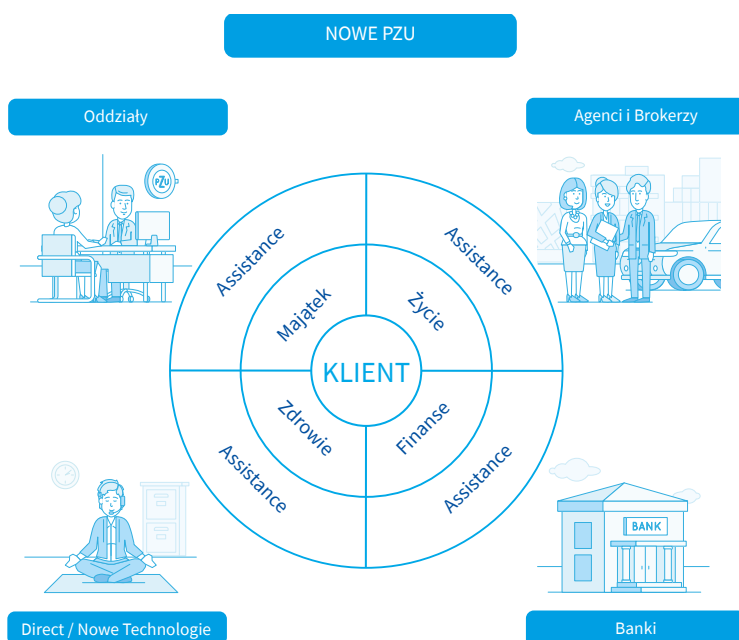 NOWE PZU
Oddziały
Agenci i Brokerzy
PZU
Assistance
Assistance
Majątek
Życie
KLIENT
Zdrowie
Finanse
Assistance
Assistance
BANK
Direct / Nowe Technologie
Banki